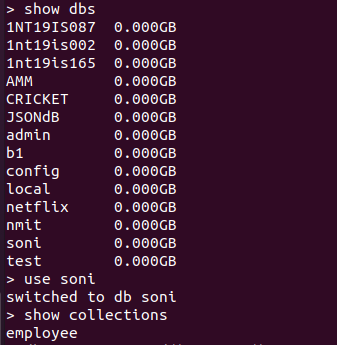 > show dbs
1NT19IS087  0.000GB
1nt19is002  0.000GB
1nt19is165  0.000GB
AMM         0.000GB
CRICKET     0.000GB
JSONdB      0.000GB
admin       0.000GB
b1          0.000GB
config      0.000GB
local       0.000GB
netflix     0.000GB
nmit        0.000GB
soni        0.000GB
test        0.000GB
> use soni
switched to db soni
> show collections
employee